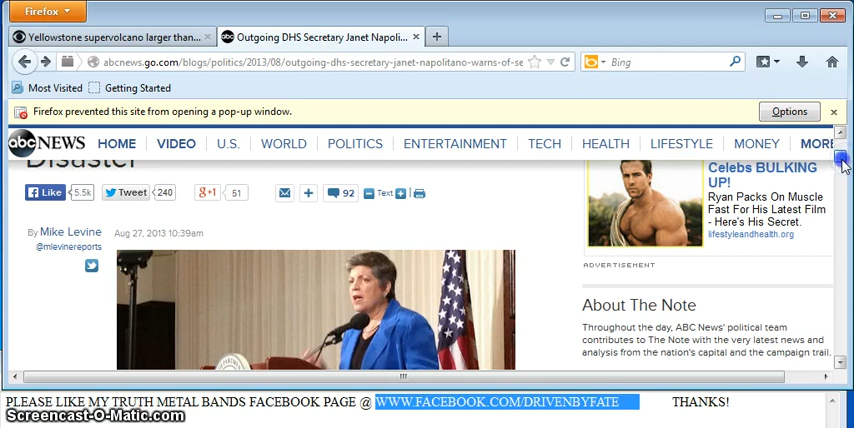 Firefox
Yellowstone supervolcano larger than...
Outgoing DHS Secretary Janet Napoli...
abcnews.go.com/blogs/politics/2013/08/outgoing-dhs-secretary-janet-napolitano-warns-of-se
Bing
Most Visited
Getting Started
Firefox prevented this site from opening a pop-up window.
Options
abc NEWS HOME VIDEO U.S. WORLD POLITICS ENTERTAINMENT TECH HEALTH LIFESTYLE MONEY MORE
Disaster
Like 5.5k
Tweet 240
g+1 51
92
Text
By Mike Levine
@mlevinereports
Aug 27, 2013 10:39am
Celebs BULKING
UP!
Ryan Packs On Muscle
Fast For His Latest Film
- Here's His Secret.
lifestyleandhealth.org
ADVERTISEMENT
About The Note
Throughout the day, ABC News' political team
contributes to The Note with the very latest news and
analysis from the nation's capital and the campaign trail.
PLEASE LIKE MY TRUTH METAL BANDS FACEBOOK PAGE @ WWW.FACEBOOK.COM/DRIVENBYFATE THANKS!
Screencast-O-Matic.com